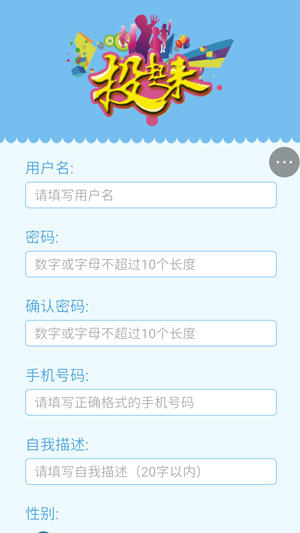 投出来
用户名:
请填写用户名
密码:
数字或字母不超过10个长度
确认密码:
数字或字母不超过10个长度
手机号码:
请填写正确格式的手机号码
自我描述:
请填写自我描述（20字以内）
性别: